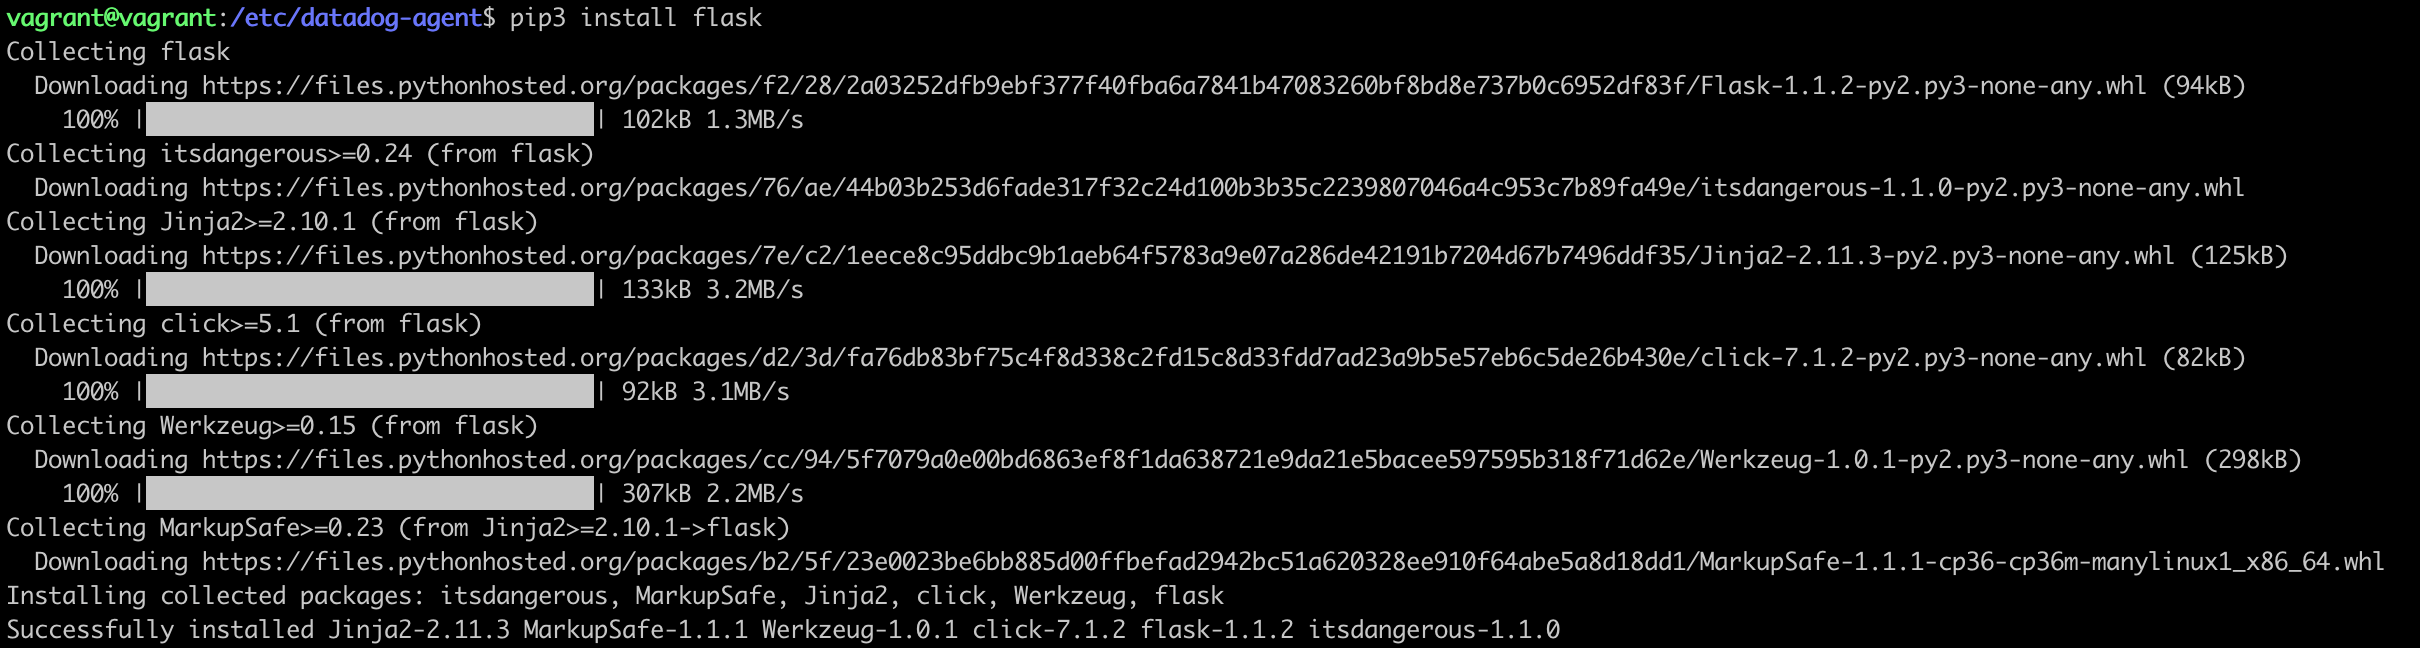 vagrant@vagrant:/etc/datadog-agent$ pip3 install flask
Collecting flask
  Downloading https://files.pythonhosted.org/packages/f2/28/2a03252dfb9ebf377f40fba6a7841b47083260bf8bd8e737b0c6952df83f/Flask-1.1.2-py2.py3-none-any.whl (94kB)
    100% |                                | 102kB 1.3MB/s
Collecting itsdangerous>=0.24 (from flask)
  Downloading https://files.pythonhosted.org/packages/76/ae/44b03b253d6fade317f32c24d100b3b35c2239807046a4c953c7b89fa49e/itsdangerous-1.1.0-py2.py3-none-any.whl
Collecting Jinja2>=2.10.1 (from flask)
  Downloading https://files.pythonhosted.org/packages/7e/c2/1eece8c95ddbc9b1aeb64f5783a9e07a286de42191b7204d67b7496ddf35/Jinja2-2.11.3-py2.py3-none-any.whl (125kB)
    100% |                                | 133kB 3.2MB/s
Collecting click>=5.1 (from flask)
  Downloading https://files.pythonhosted.org/packages/d2/3d/fa76db83bf75c4f8d338c2fd15c8d33fdd7ad23a9b5e57eb6c5de26b430e/click-7.1.2-py2.py3-none-any.whl (82kB)
    100% |                                | 92kB 3.1MB/s
Collecting Werkzeug>=0.15 (from flask)
  Downloading https://files.pythonhosted.org/packages/cc/94/5f7079a0e00bd6863ef8f1da638721e9da21e5bacee597595b318f71d62e/Werkzeug-1.0.1-py2.py3-none-any.whl (298kB)
    100% |                                | 307kB 2.2MB/s
Collecting MarkupSafe>=0.23 (from Jinja2>=2.10.1->flask)
  Downloading https://files.pythonhosted.org/packages/b2/5f/23e0023be6bb885d00ffbefad2942bc51a620328ee910f64abe5a8d18dd1/MarkupSafe-1.1.1-cp36-cp36m-manylinux1_x86_64.whl
Installing collected packages: itsdangerous, MarkupSafe, Jinja2, click, Werkzeug, flask
Successfully installed Jinja2-2.11.3 MarkupSafe-1.1.1 Werkzeug-1.0.1 click-7.1.2 flask-1.1.2 itsdangerous-1.1.0